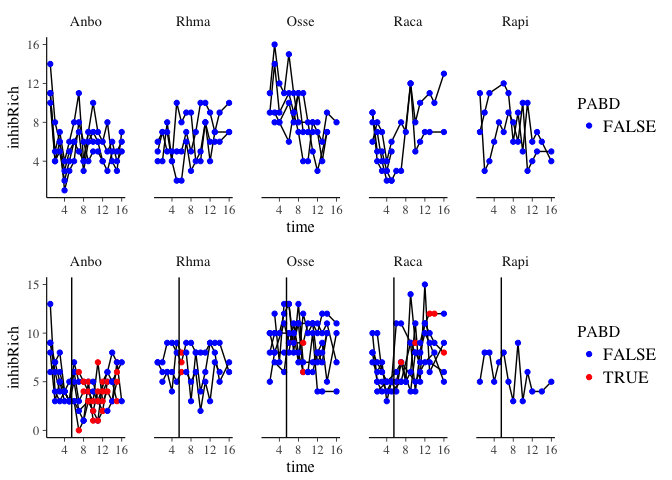 Anbo Rhma Osse Raca Rapi
16
12
8
4
inhibRich
4 8 12 16 4 8 12 16 4 8 12 16 4 8 12 16 4 8 12 16
time
PABD
FALSE
Anbo Rhma Osse Raca Rapi
15
10
5
0
inhibRich
4 8 12 16 4 8 12 16 4 8 12 16 4 8 12 16 4 8 12 16
time
PABD
FALSE
TRUE